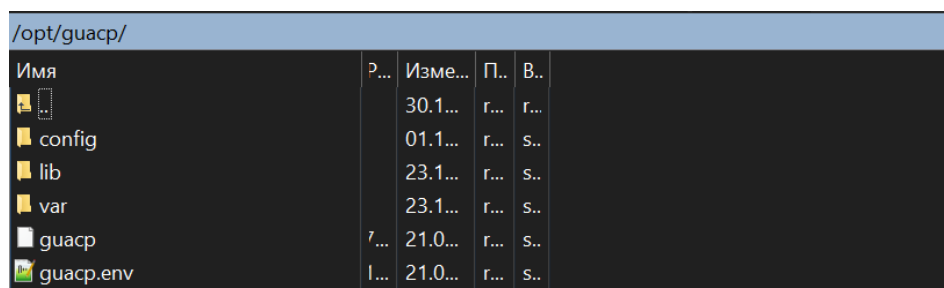 /opt/guacp/
Имя Р... Изме... П.. В..
.. 30.1... r... r...
config 01.1... r... s..
lib 23.1... r... s..
var 23.1... r... s..
guacp 7... 21.0... r... s..
guacp.env 21.0... r... s..